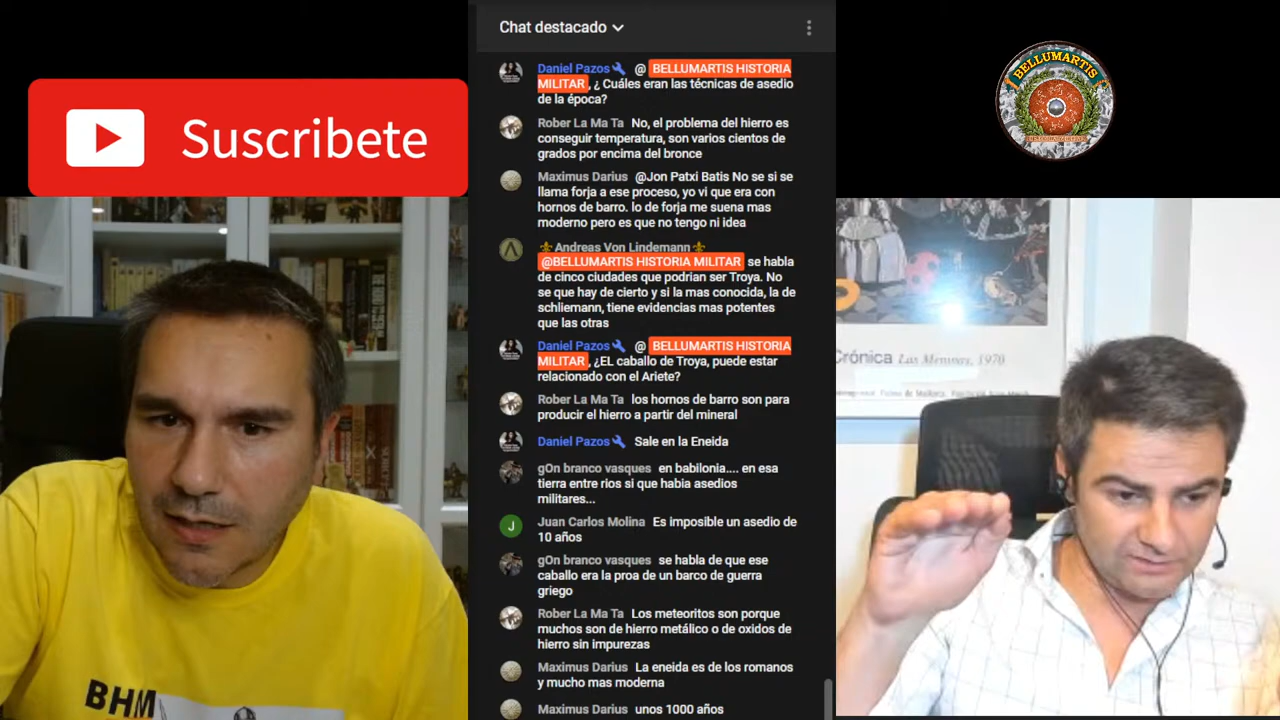 Suscribete
BHM
Chat destacado
Daniel Pazos @ BELLUMARTIS HISTORIA
MILITAR, ¿ Cuáles eran las técnicas de asedio
de la época?
Rober La Ma Ta No, el problema del hierro es
conseguir temperatura, son varios cientos de
grados por encima del bronce
Maximus Darius @Jon Patxi Batis No se si se
llama forja a ese proceso, yo vi que era con
hornos de barro. lo de forja me suena mas
moderno pero es que no tengo ni idea
Andreas Von Lindemann
@BELLUMARTIS HISTORIA MILITAR se habla
de cinco ciudades que podrian ser Troya. No
se que hay de cierto y si la mas conocida, la de
schliemann, tiene evidencias mas potentes
que las otras
Daniel Pazos @ BELLUMARTIS HISTORIA
MILITAR, ¿EL caballo de Troya, puede estar
relacionado con el Ariete?
Rober La Ma Ta los hornos de barro son para
producir el hierro a partir del mineral
Daniel Pazos Sale en la Eneida
gOn branco vasques en babilonia.... en esa
tierra entre rios si que habia asedios
militares...
J Juan Carlos Molina Es imposible un asedio de
10 años
gOn branco vasques se habla de que ese
caballo era la proa de un barco de guerra
griego
Rober La Ma Ta Los meteoritos son porque
muchos son de hierro metálico o de oxidos de
hierro sin impurezas
Maximus Darius La eneida es de los romanos
y mucho mas moderna
Maximus Darius unos 1000 años
BELLUMARTIS
Crónica Las Meninas, 1970